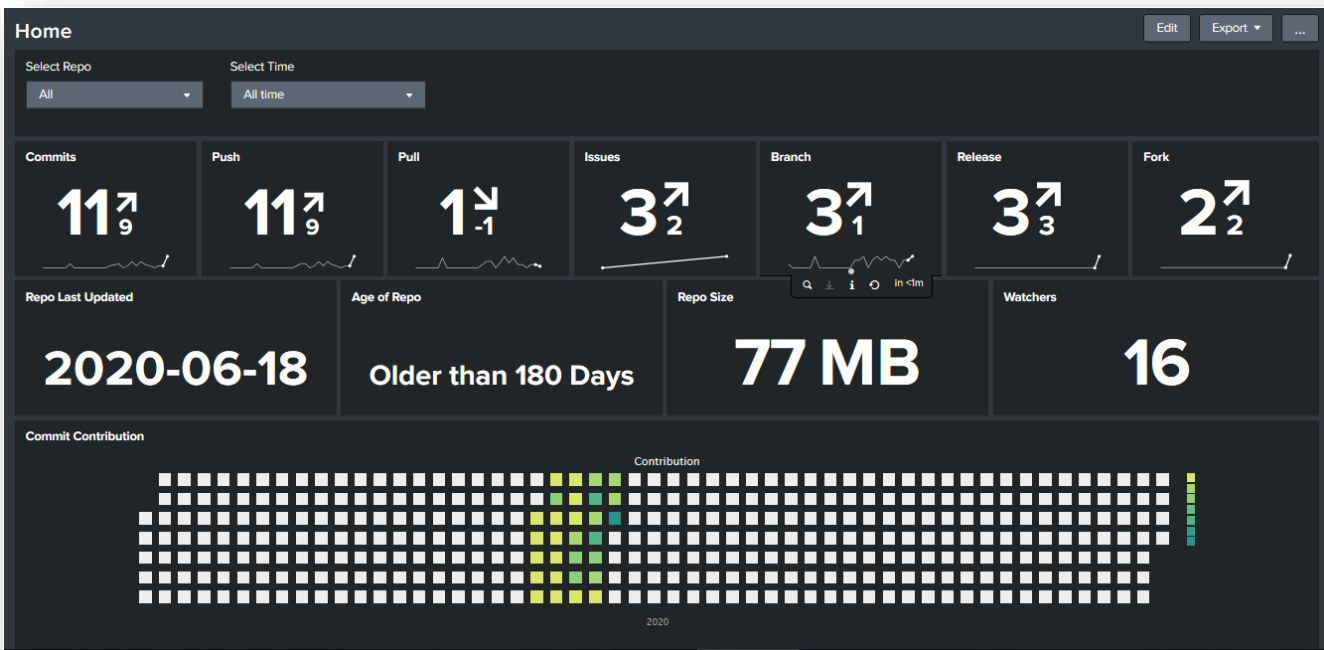 Home
Edit
Export
...
Select Repo
Select Time
All
All time
Commits
Push
Pull
Issues
Branch
Release
Fork
11 9
11 9
1 -1
3 2
3 1
3 3
2 2
in <1m
Repo Last Updated
Age of Repo
Repo Size
Watchers
2020-06-18
Older than 180 Days
77 MB
16
Commit Contribution
Contribution
2020